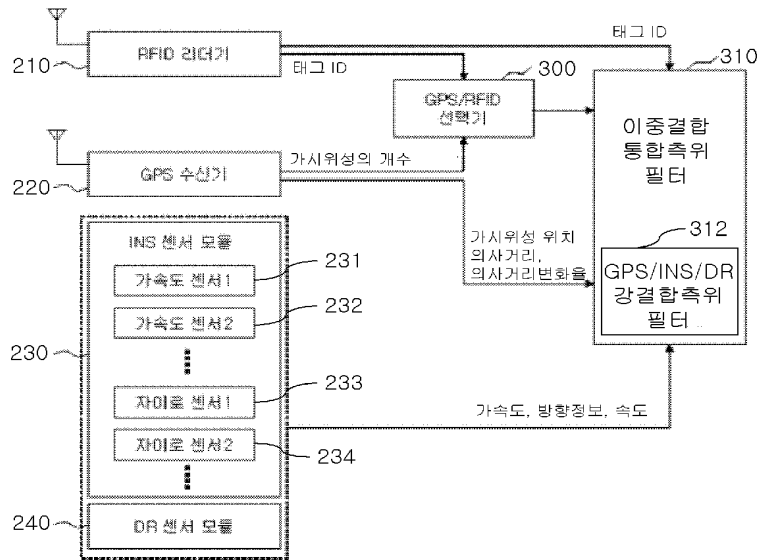 RFID 리더기
210
태그 ID
태그 ID
300
310
GPS/RFID
선택기
이중결합
통합측위
필터
GPS 수신기
220
가시위성의 개수
가시위성 위치
의사거리,
의사거리변화율
312
GPS/INS/DR
강결합측위
필터
INS 센서 모듈
가속도 센서1
231
가속도 센서2
232
230
자이로 센서1
233
자이로 센서2
234
가속도, 방향정보, 속도
240
DR 센서 모듈